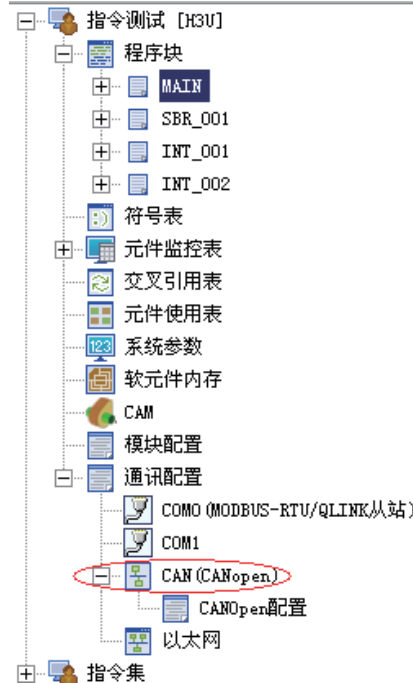 指令测试 [H3U]
程序块
MAIN
SBR_001
INT_001
INT_002
符号表
元件监控表
交叉引用表
元件使用表
123 系统参数
软元件内存
CAM
模块配置
通讯配置
COM0(MODBUS-RTU/QLINK从站)
COM1
CAN(CANopen)
CANOpen配置
以太网
指令集